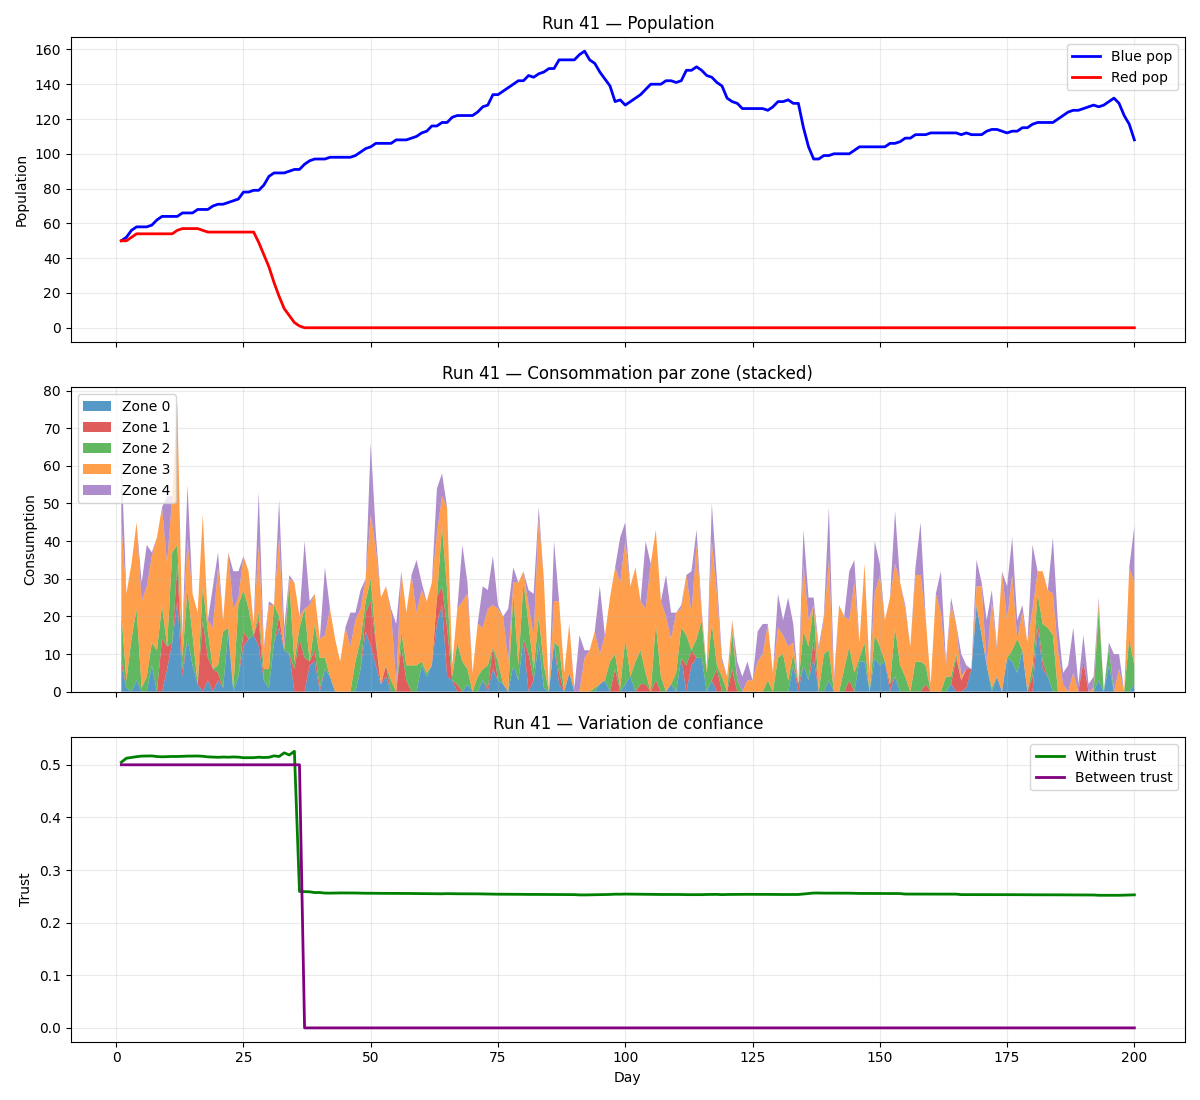 Run 41 — Population
160
140
120
100
80
60
40
20
0
Population
Blue pop
Red pop
Run 41 — Consommation par zone (stacked)
80
70
60
50
40
30
20
10
0
Consumption
Zone 0
Zone 1
Zone 2
Zone 3
Zone 4
Run 41 — Variation de confiance
0.5
0.4
0.3
0.2
0.1
0.0
Trust
Within trust
Between trust
0 25 50 75 100 125 150 175 200
Day